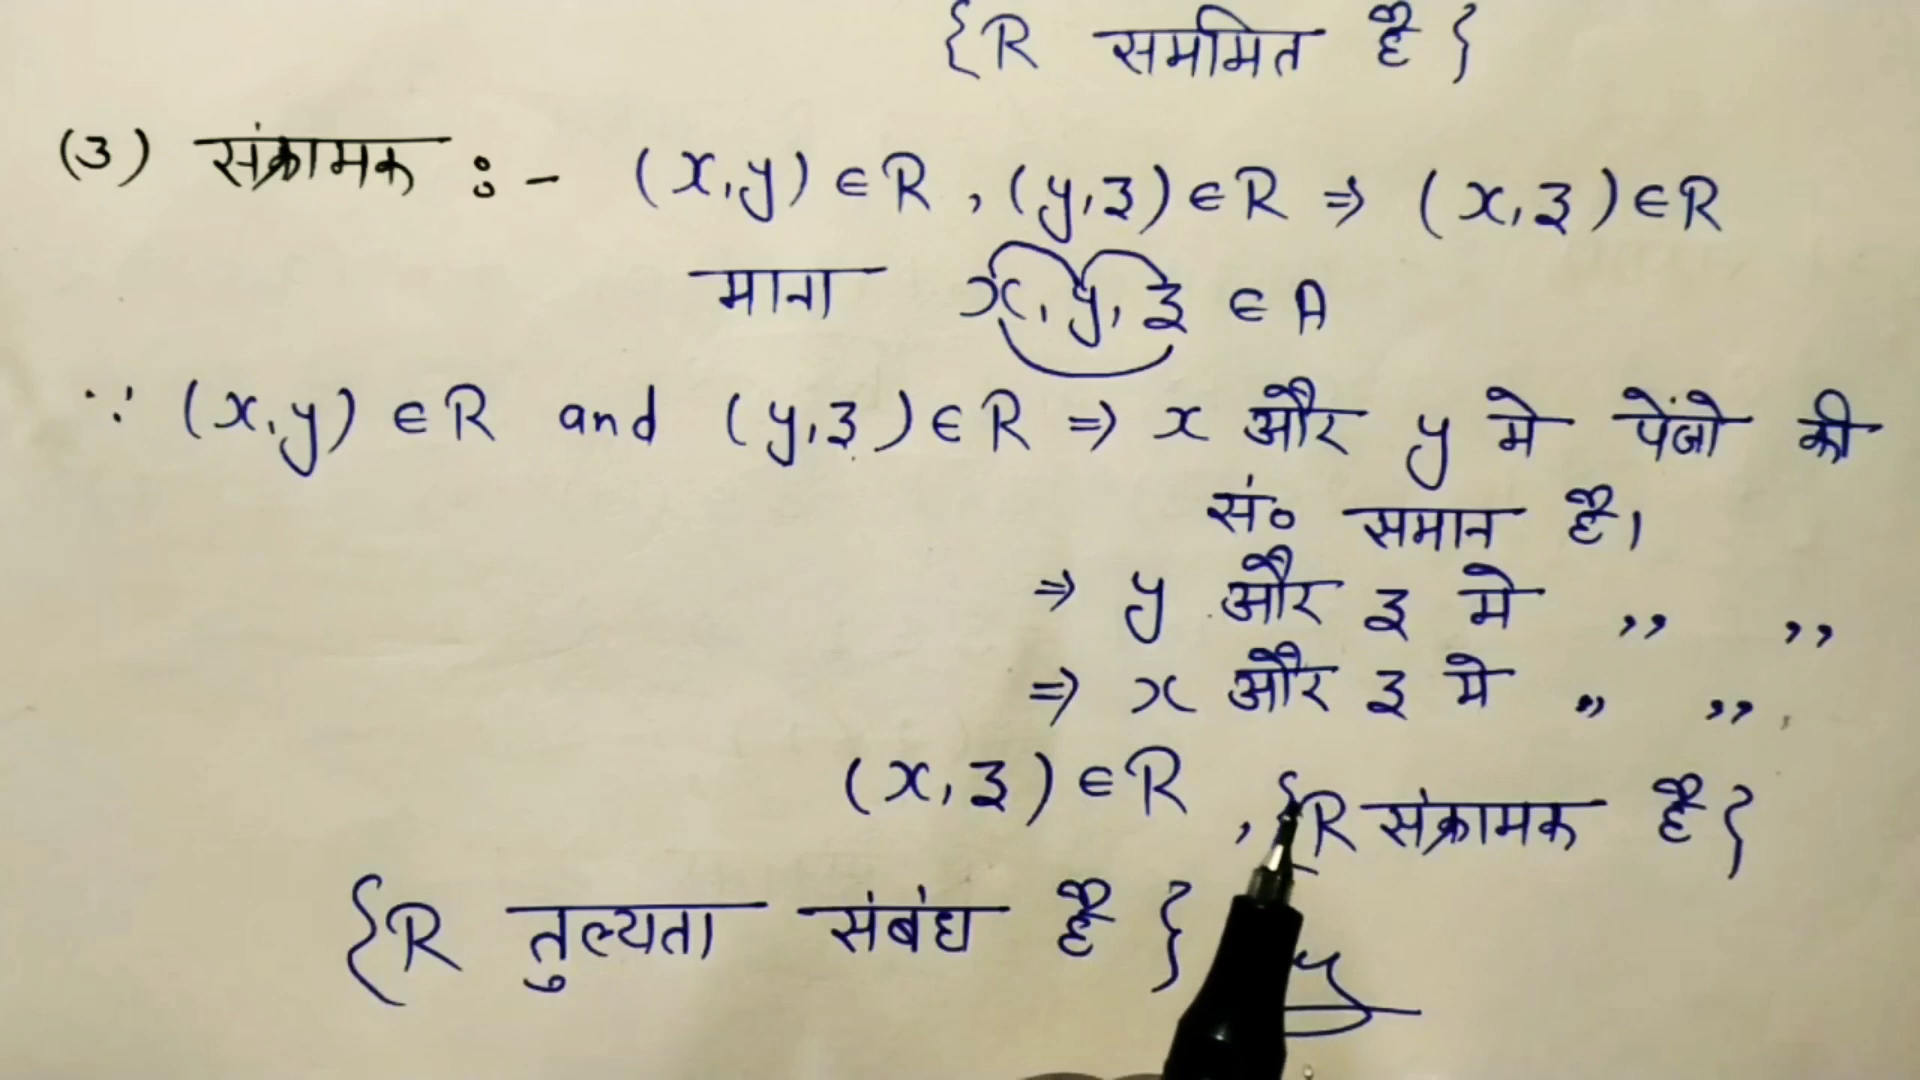 {R सममित है}
(3) संक्रामक :- (x,y) ∈ R , (y,z) ∈ R ⇒ (x,z) ∈ R
माना x, y, z ∈ A
∵ (x,y) ∈ R and (y,z) ∈ R ⇒ x और y मे पेंजो की
सं० समान है।
⇒ y और z मे ,, ,,
⇒ x और z मे ,, ,,
(x,z) ∈ R , {R संक्रामक है}
{R तुल्यता संबंध है}